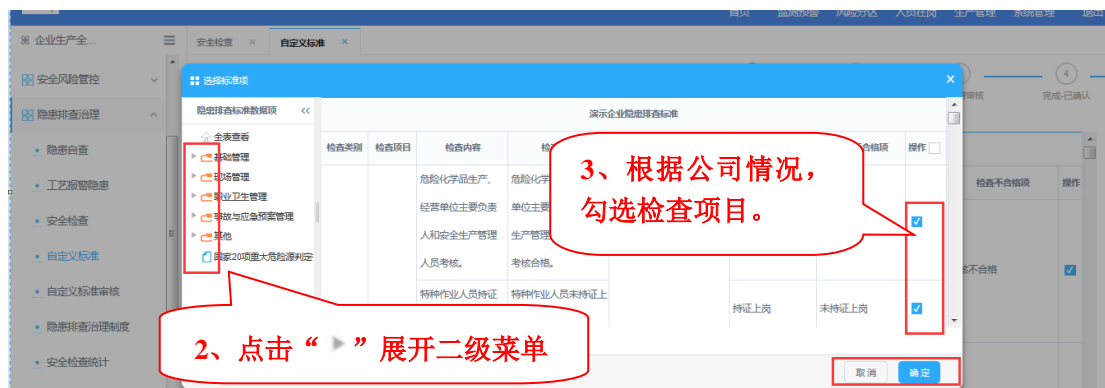 首页 监测预警 风险分区 人员在岗 生产管理 系统管理 退出
企业生产全...
安全检查 × 自定义标准 ×
安全风险管控
隐患排查治理
隐患自查
工艺报警隐患
安全检查
自定义标准
自定义标准审核
隐患排查治理制度
安全检查统计
选择标准项 ×
审核
4
完成-已确认
隐患排查标准数据项 <<
演示企业隐患排查标准
全表查看
基础管理
现场管理
职业卫生管理
事故与应急预案管理
其他
国家20项重大危险源判定
检查类别 检查项目 检查内容 合格项 操作
危险化学品生产、
经营单位主要负责
人和安全生产管理
人员考核。
危险化学
单位主要
生产管理
考核合格。
特种作业人员持证
特种作业人员未持证上
持证上岗
未持证上岗
检查不合格项 操作
不合格
3、根据公司情况，
勾选检查项目。
2、点击“ ▶ ”展开二级菜单
取消 确定